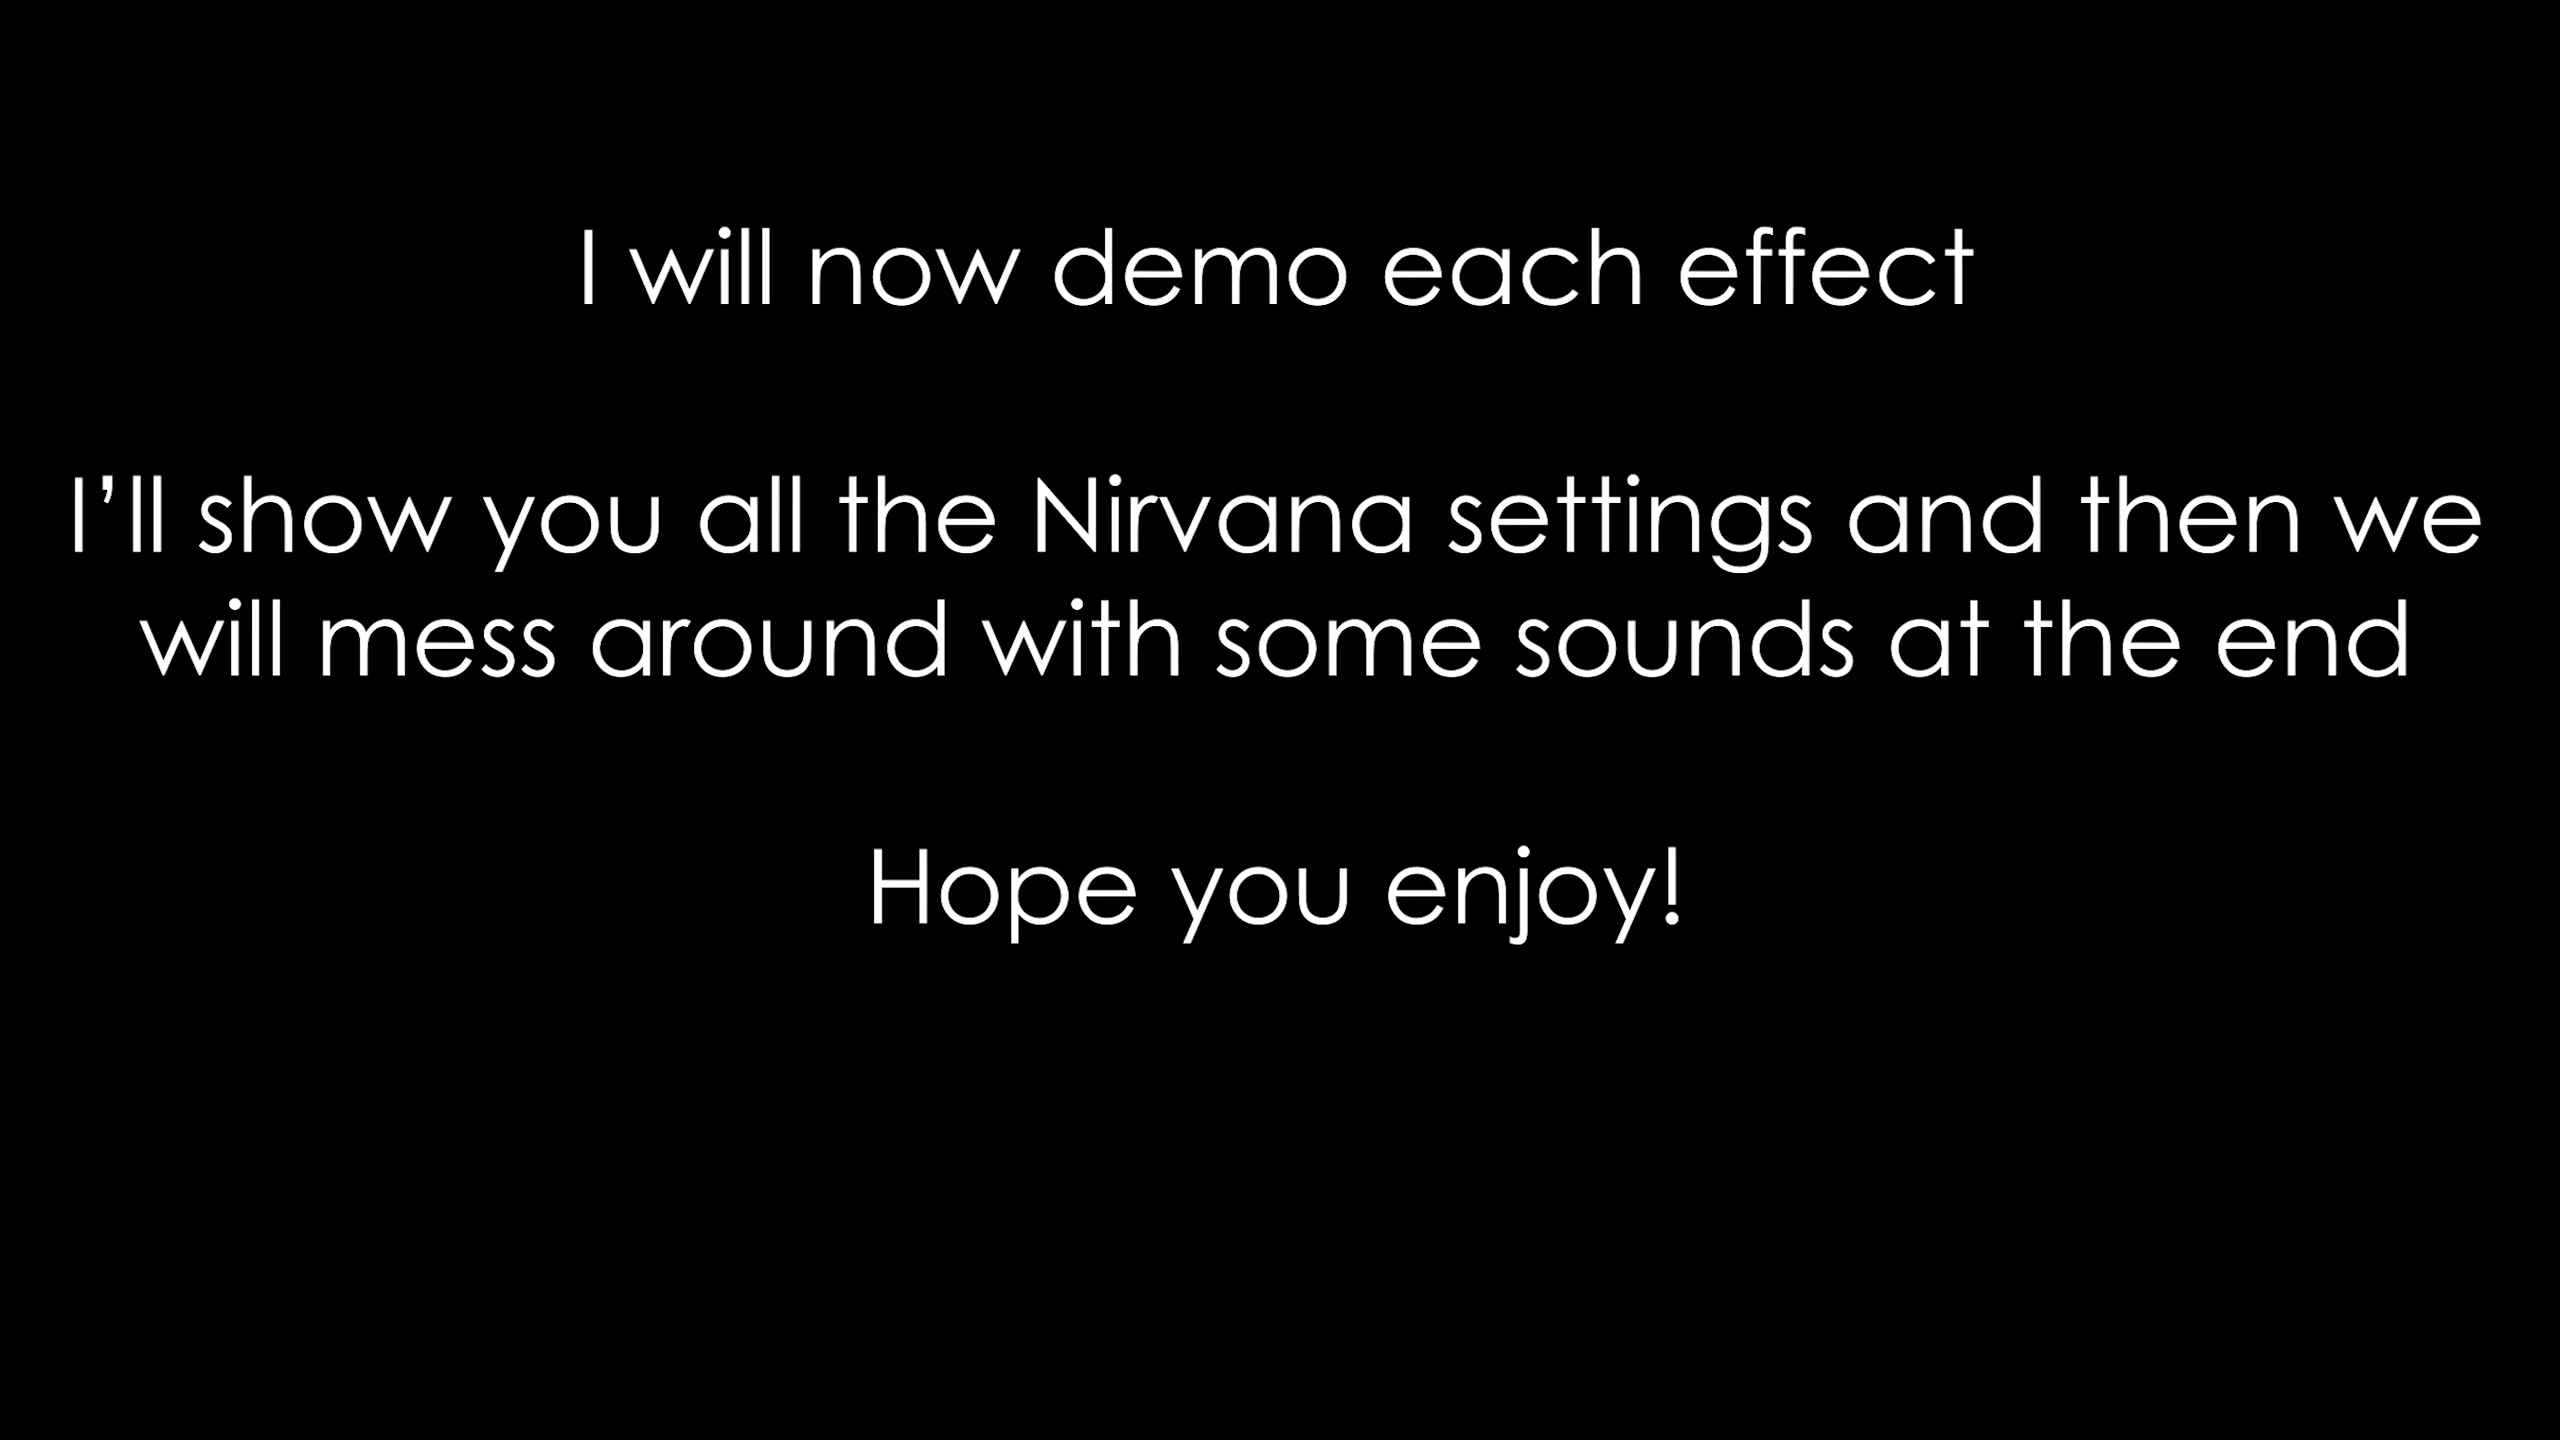 I will now demo each effect
I’ll show you all the Nirvana settings and then we
will mess around with some sounds at the end
Hope you enjoy!